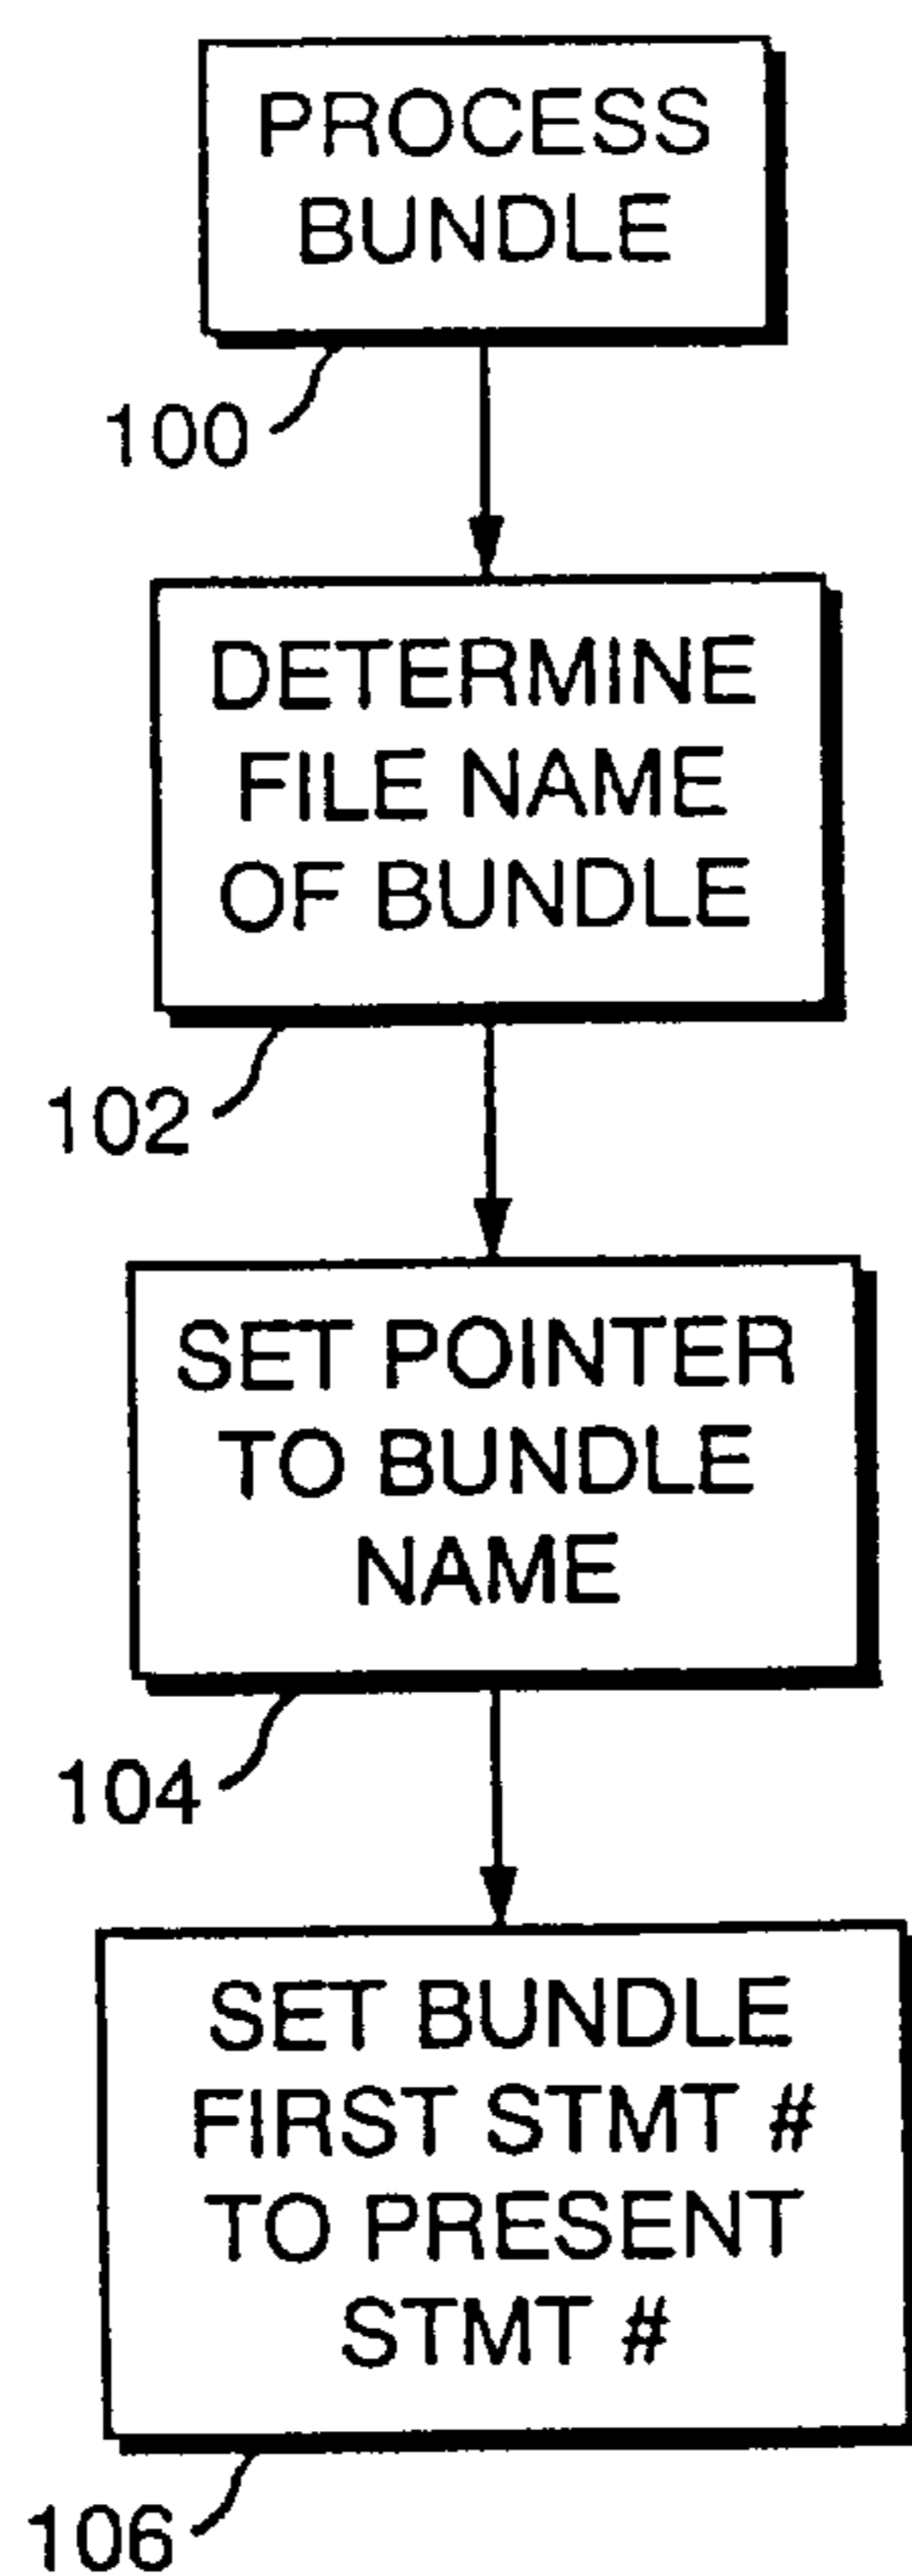 PROCESS
BUNDLE
100
DETERMINE
FILE NAME
OF BUNDLE
102
SET POINTER
TO BUNDLE
NAME
104
SET BUNDLE
FIRST STMT #
TO PRESENT
STMT #
106